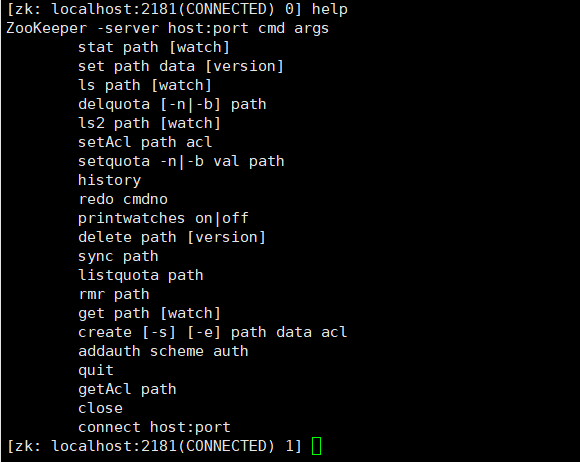 [zk: localhost:2181(CONNECTED) 0] help
ZooKeeper -server host:port cmd args
        stat path [watch]
        set path data [version]
        ls path [watch]
        delquota [-n|-b] path
        ls2 path [watch]
        setAcl path acl
        setquota -n|-b val path
        history
        redo cmdno
        printwatches on|off
        delete path [version]
        sync path
        listquota path
        rmr path
        get path [watch]
        create [-s] [-e] path data acl
        addauth scheme auth
        quit
        getAcl path
        close
        connect host:port
[zk: localhost:2181(CONNECTED) 1]